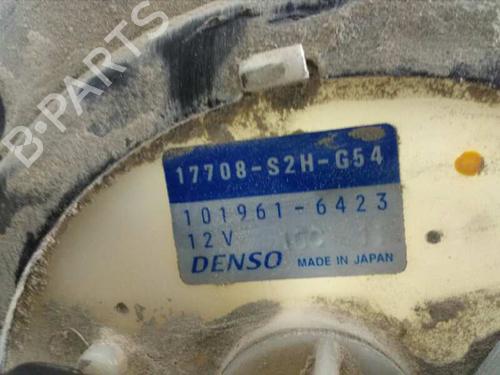 B-PARTS
17708-S2H-G54
101961-6423
12V
DENSO MADE IN JAPAN